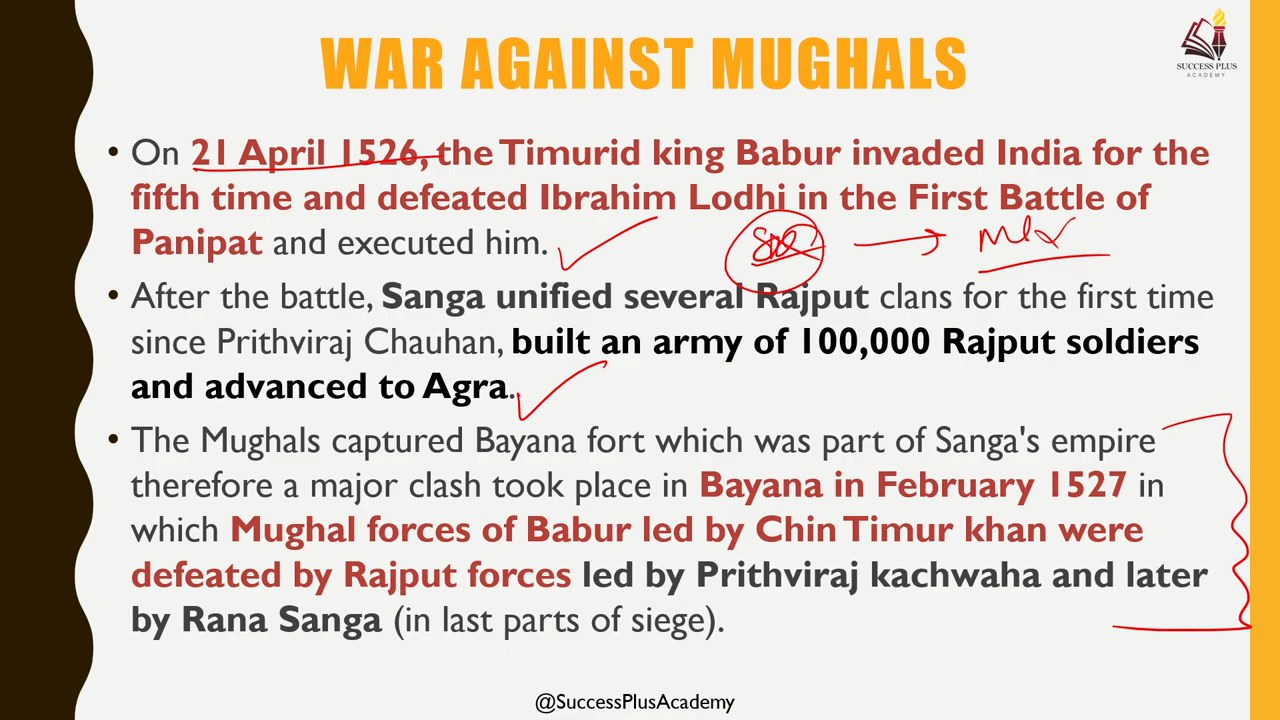 WAR AGAINST MUGHALS
SUCCESS PLUS
ACADEMY
• On 21 April 1526, the Timurid king Babur invaded India for the
fifth time and defeated Ibrahim Lodhi in the First Battle of
Panipat and executed him.
• After the battle, Sanga unified several Rajput clans for the first time
since Prithviraj Chauhan, built an army of 100,000 Rajput soldiers
and advanced to Agra.
• The Mughals captured Bayana fort which was part of Sanga's empire
therefore a major clash took place in Bayana in February 1527 in
which Mughal forces of Babur led by Chin Timur khan were
defeated by Rajput forces led by Prithviraj kachwaha and later
by Rana Sanga (in last parts of siege).
@SuccessPlusAcademy